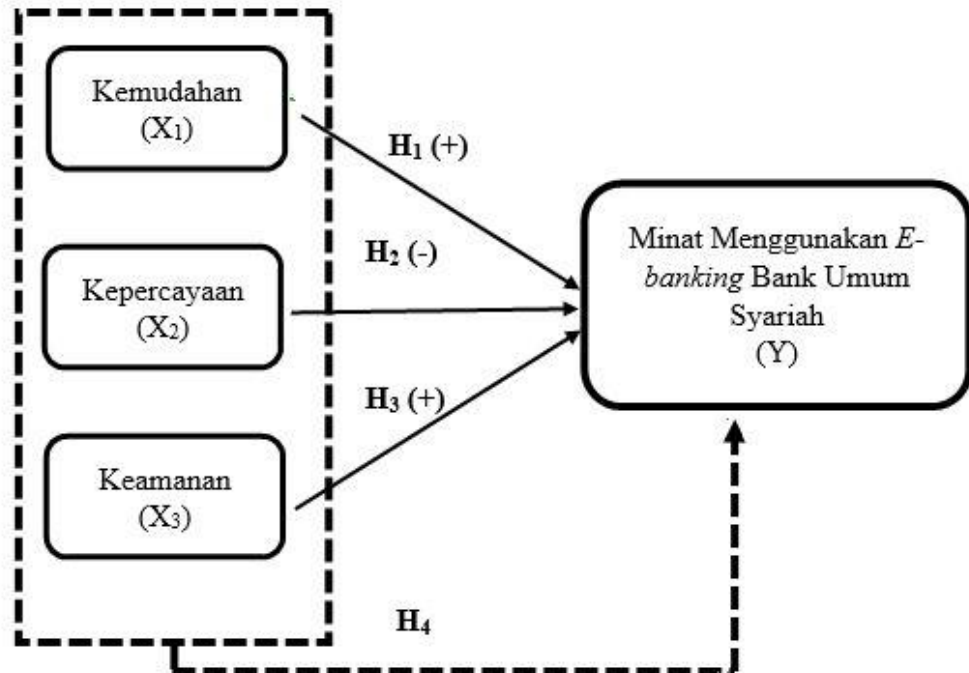 Kemudahan
(X₁)
H₁ (+)
Kepercayaan
(X₂)
H₂ (-)
Keamanan
(X₃)
H₃ (+)
Minat Menggunakan E-
banking Bank Umum
Syariah
(Y)
H₄